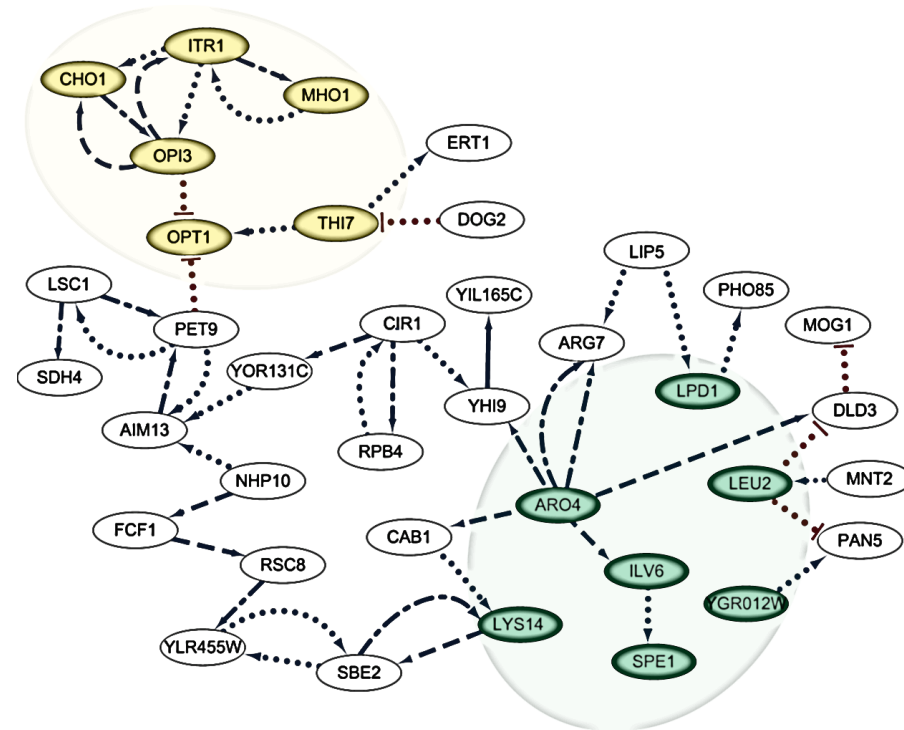 ITR1
CHO1
MHO1
OPI3
ERT1
THI7
DOG2
OPT1
LIP5
LSC1
YIL165C
PHO85
PET9
CIR1
MOG1
ARG7
SDH4
YOR131C
LPD1
YHI9
DLD3
AIM13
RPB4
NHP10
LEU2
MNT2
ARO4
FCF1
CAB1
PAN5
RSC8
ILV6
YGR012W
LYS14
YLR455W
SBE2
SPE1